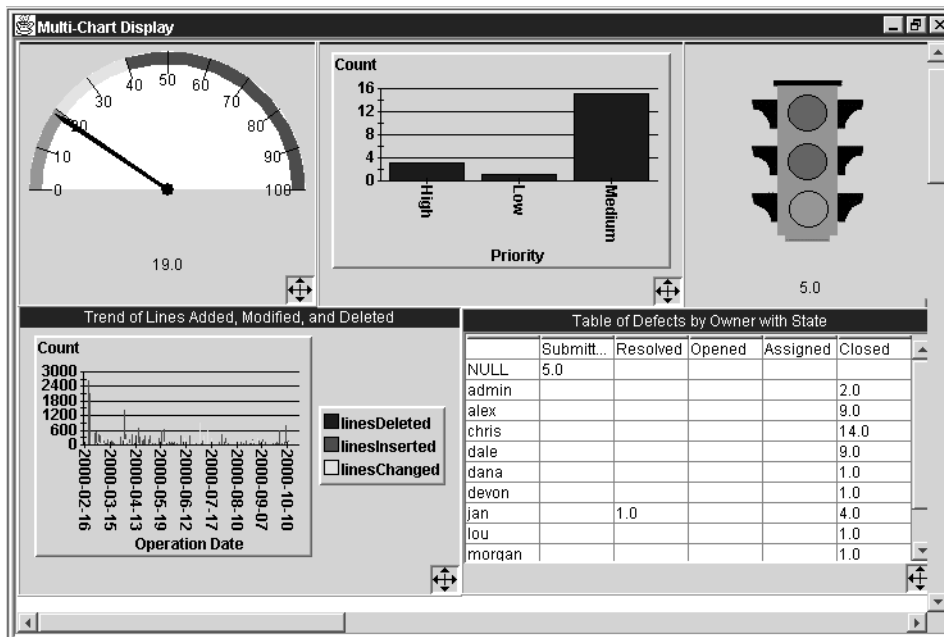 Multi-Chart Display
0 10 20 30 40 50 60 70 80 90 100
19.0
Count
16
12
8
4
0
High Low Medium
Priority
5.0
Trend of Lines Added, Modified, and Deleted
Count
3000
2400
1800
1200
600
0
2000-02-16 2000-03-15 2000-04-13 2000-05-19 2000-06-12 2000-07-17 2000-08-10 2000-09-07 2000-10-10
Operation Date
linesDeleted
linesInserted
linesChanged
Table of Defects by Owner with State
Submitt... Resolved Opened Assigned Closed
NULL 5.0
admin 2.0
alex 9.0
chris 14.0
dale 9.0
dana 1.0
devon 1.0
jan 1.0 4.0
lou 1.0
morgan 1.0